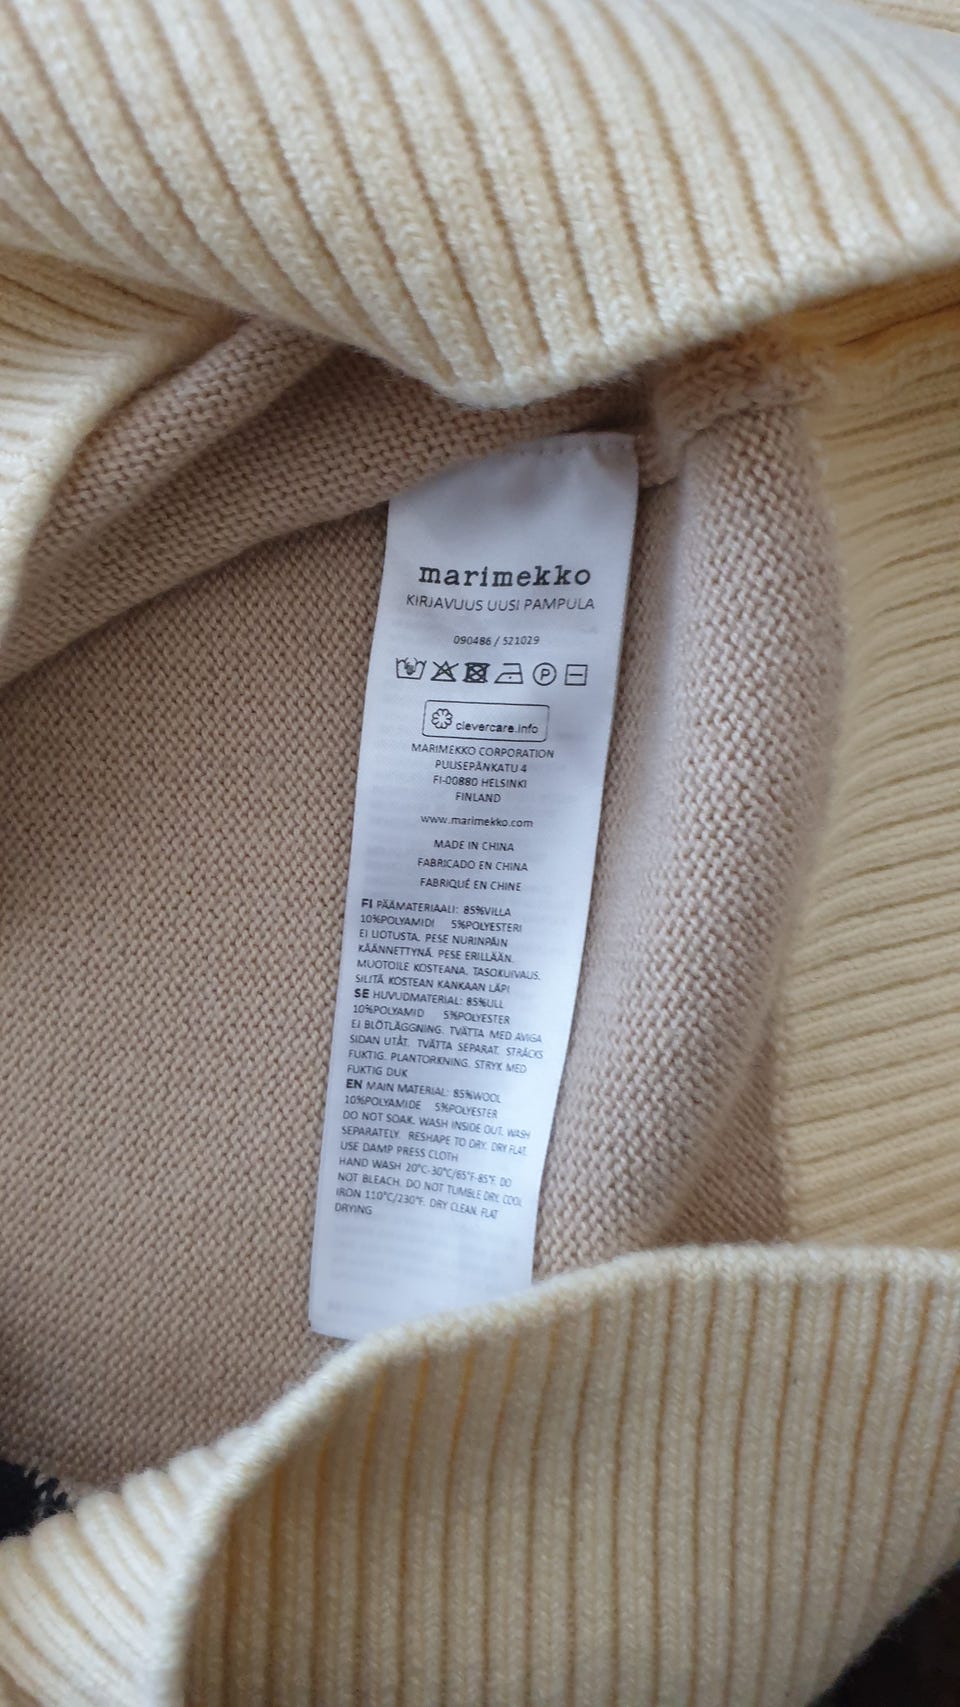 marimekko
KIRJAVUUS UUSI PAMPULA
090486 / 521029
P
clevercare.info
MARIMEKKO CORPORATION
PUUSEPÄNKATU 4
FI-00880 HELSINKI
FINLAND
www.marimekko.com
MADE IN CHINA
FABRICADO EN CHINA
FABRIQUÉ EN CHINE
FI PÄÄMATERIAALI: 85%VILLA
10%POLYAMIDI 5%POLYESTERI
EI LIOTUSTA. PESE NURINPÄIN
KÄÄNNETTYNÄ. PESE ERILLÄÄN.
MUOTOILE KOSTEANA. TASOKUIVAUS.
SILITÄ KOSTEAN KANKAAN LÄPI
SE HUVUDMATERIAL: 85%ULL
10%POLYAMID 5%POLYESTER
EJ BLÖTLÄGGNING. TVÄTTA MED AVIGA
SIDAN UTÅT. TVÄTTA SEPARAT. STRÄCKS
FUKTIG. PLANTORKNING. STRYK MED
FUKTIG DUK
EN MAIN MATERIAL: 85%WOOL
10%POLYAMIDE 5%POLYESTER
DO NOT SOAK. WASH INSIDE OUT. WASH
SEPARATELY. RESHAPE TO DRY. DRY FLAT.
USE DAMP PRESS CLOTH
HAND WASH 20°C-30°C/65°F-85°F. DO
NOT BLEACH. DO NOT TUMBLE DRY. COOL
IRON 110°C/230°F. DRY CLEAN. FLAT
DRYING